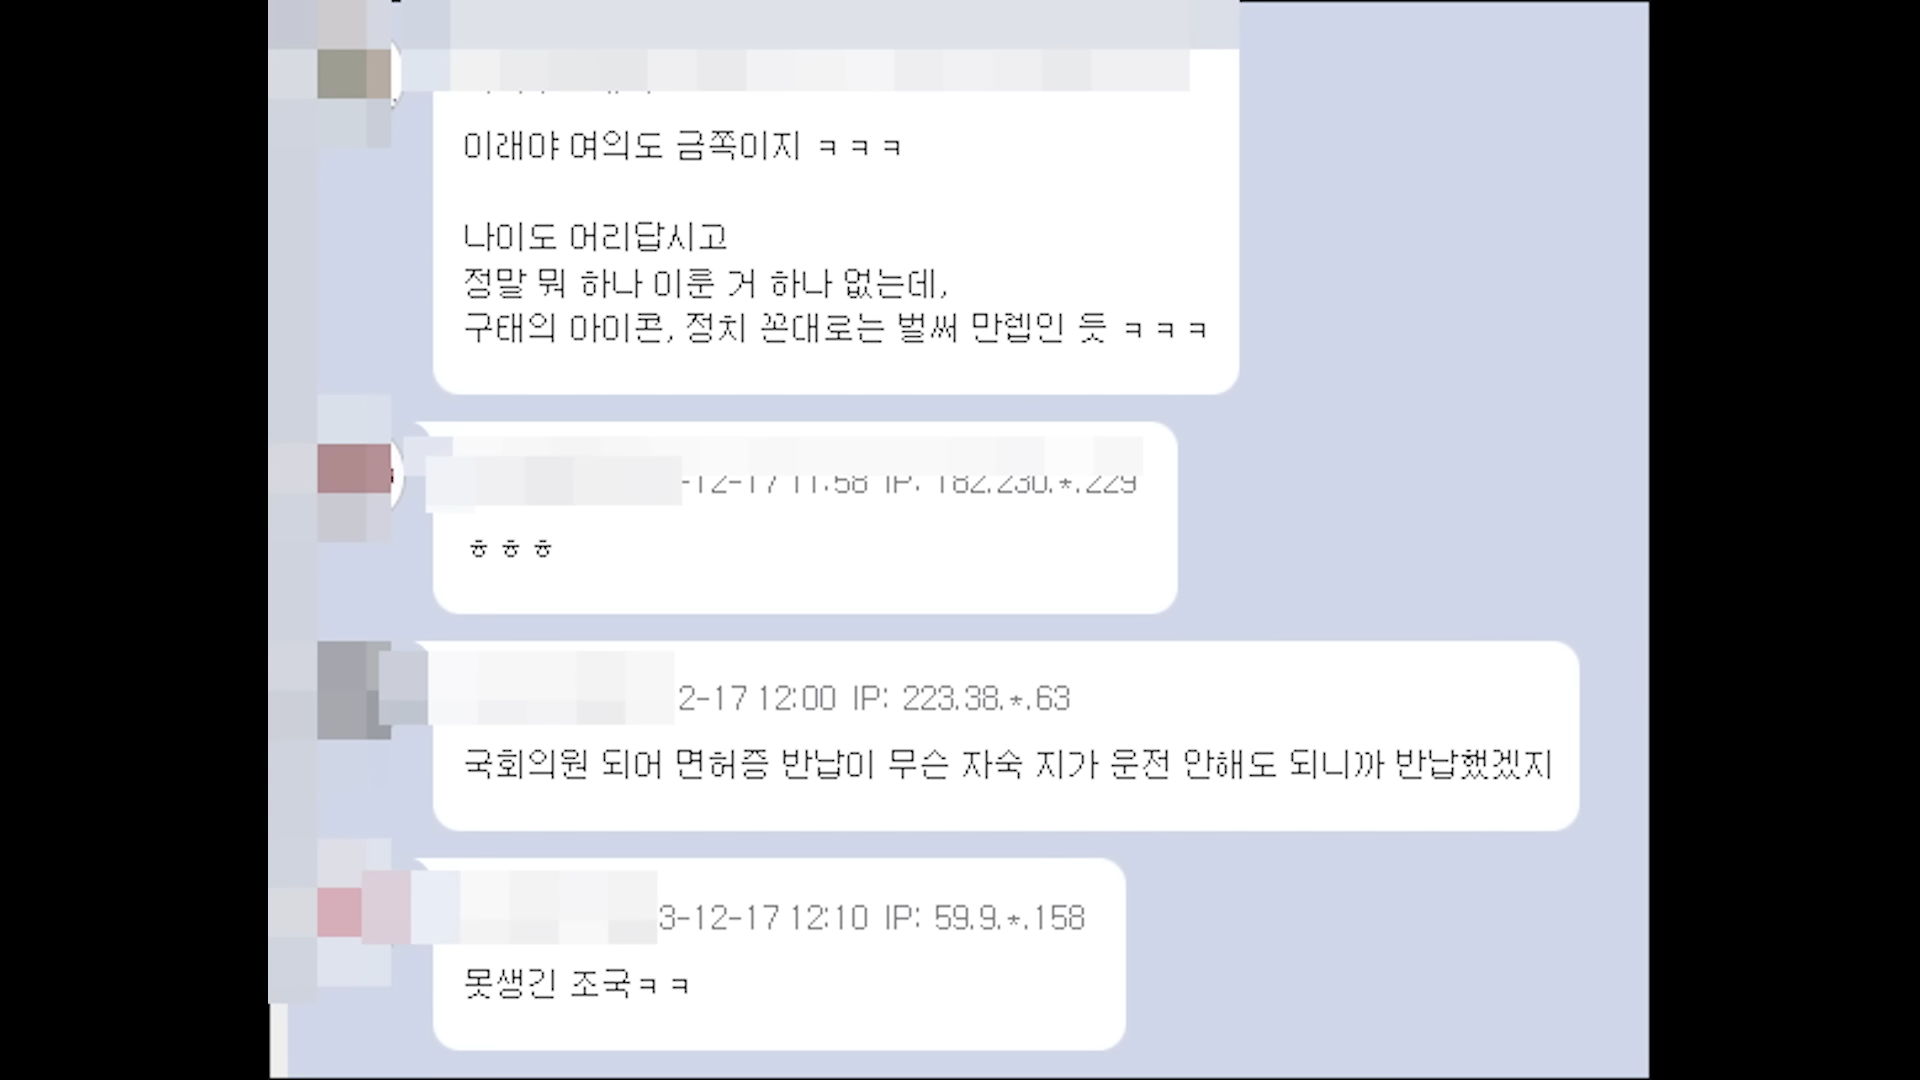 이래야 여의도 금쪽이지 ㅋㅋㅋ
나이도 어리답시고
정말 뭐 하나 이룬 거 하나 없는데,
구태의 아이콘, 정치 꼰대로는 벌써 만렙인 듯 ㅋㅋㅋ
-12-17 11:58 IP: 182.230.*.229
ㅎㅎㅎ
2-17 12:00 IP: 223.38.*.63
국회의원 되어 면허증 반납이 무슨 자숙 지가 운전 안해도 되니까 반납했겠지
3-12-17 12:10 IP: 59.9.*.158
못생긴 조국ㅋㅋ